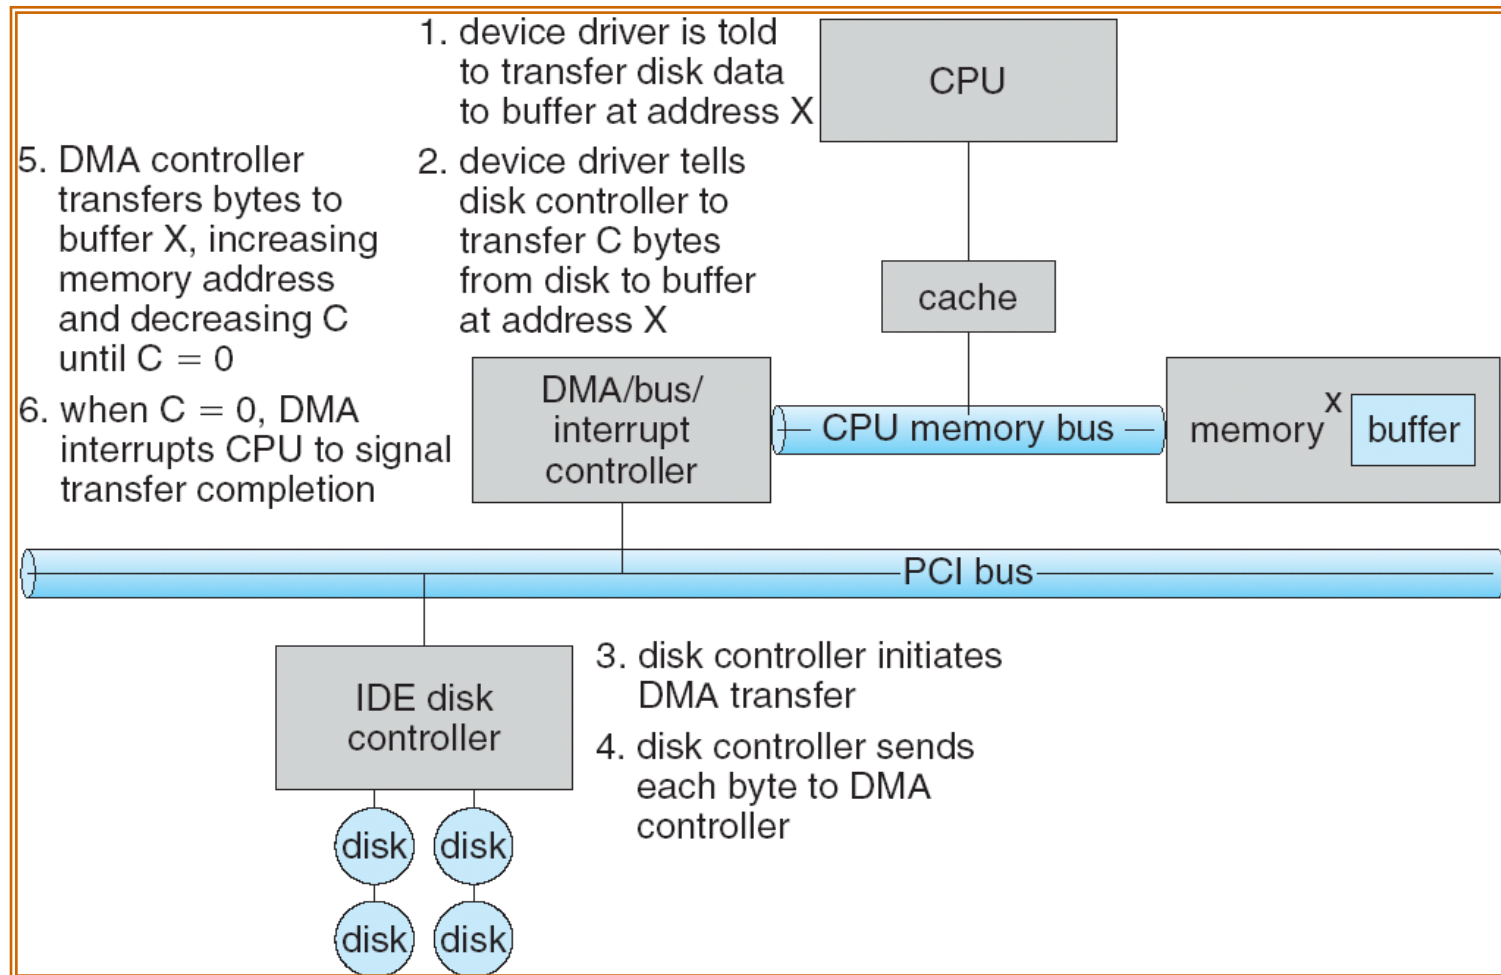 1. device driver is told
to transfer disk data
to buffer at address X
CPU
5. DMA controller
transfers bytes to
buffer X, increasing
memory address
and decreasing C
until C = 0
2. device driver tells
disk controller to
transfer C bytes
from disk to buffer
at address X
cache
6. when C = 0, DMA
interrupts CPU to signal
transfer completion
DMA/bus/
interrupt
controller
CPU memory bus
memory
x
buffer
PCI bus
IDE disk
controller
3. disk controller initiates
DMA transfer
4. disk controller sends
each byte to DMA
controller
disk
disk
disk
disk